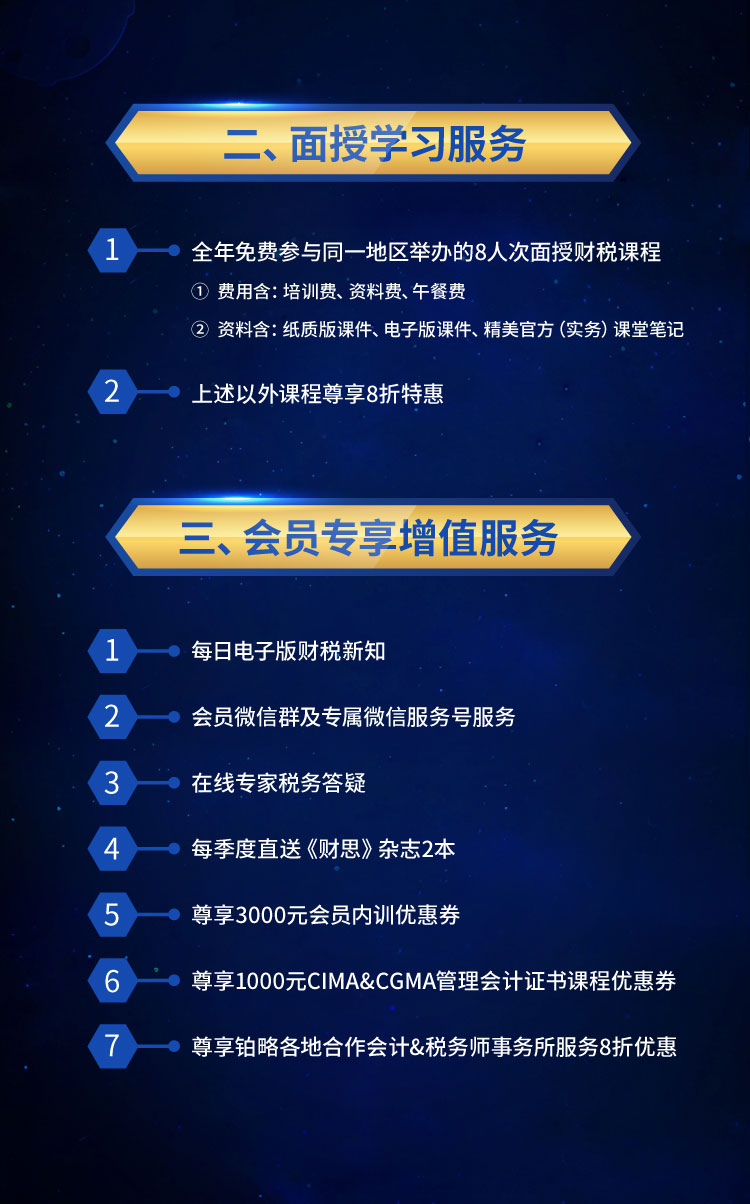 二、面授学习服务
1 全年免费参与同一地区举办的8人次面授财税课程
① 费用含：培训费、资料费、午餐费
② 资料含：纸质版课件、电子版课件、精美官方（实务）课堂笔记
2 上述以外课程尊享8折特惠
三、会员专享增值服务
1 每日电子版财税新知
2 会员微信群及专属微信服务号服务
3 在线专家税务答疑
4 每季度直送《财思》杂志2本
5 尊享3000元会员内训优惠券
6 尊享1000元CIMA&CGMA管理会计证书课程优惠券
7 尊享铂略各地合作会计&税务师事务所服务8折优惠